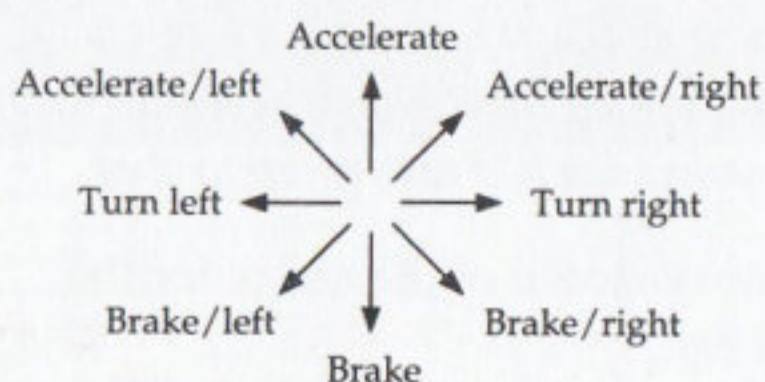 Accelerate
Accelerate/left
Accelerate/right
Turn left
Turn right
Brake/left
Brake/right
Brake